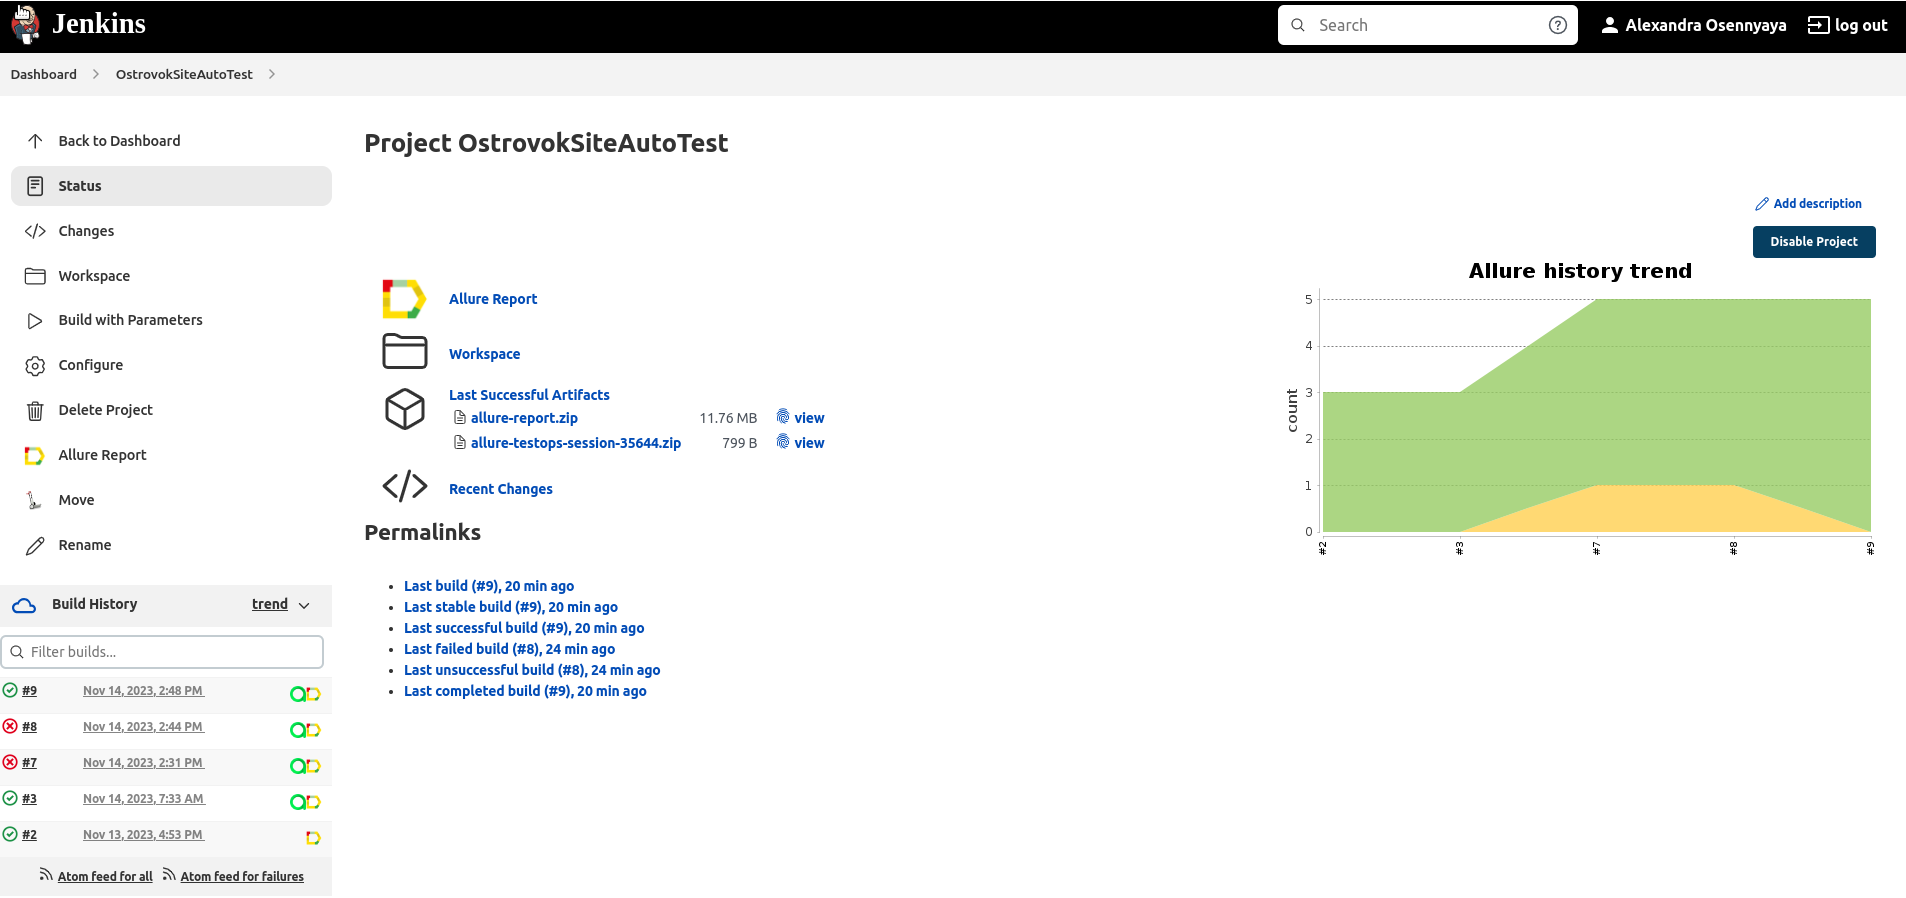 Jenkins
Search
Alexandra Osennyaya
log out
Dashboard
OstrovokSiteAutoTest
Back to Dashboard
Status
Changes
Workspace
Build with Parameters
Configure
Delete Project
Allure Report
Move
Rename
Build History
trend
Filter builds...
#9 Nov 14, 2023, 2:48 PM
#8 Nov 14, 2023, 2:44 PM
#7 Nov 14, 2023, 2:31 PM
#3 Nov 14, 2023, 7:33 AM
#2 Nov 13, 2023, 4:53 PM
Atom feed for all Atom feed for failures
Project OstrovokSiteAutoTest
Add description
Disable Project
Allure Report
Workspace
Last Successful Artifacts
allure-report.zip 11.76 MB view
allure-testops-session-35644.zip 799 B view
Recent Changes
Permalinks
Last build (#9), 20 min ago
Last stable build (#9), 20 min ago
Last successful build (#9), 20 min ago
Last failed build (#8), 24 min ago
Last unsuccessful build (#8), 24 min ago
Last completed build (#9), 20 min ago
Allure history trend
count
5
4
3
2
1
0
#2
#3
#7
#8
#9